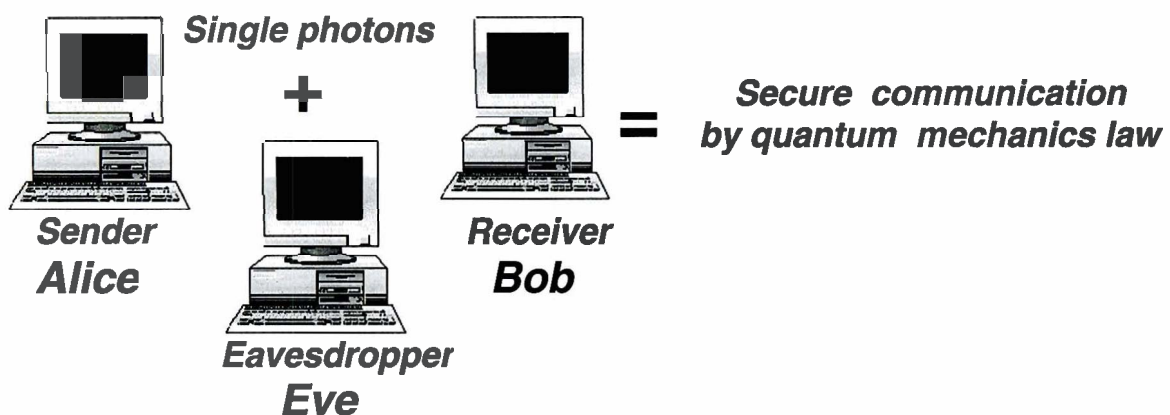 Single photons
+
=
Secure communication
by quantum mechanics law
Sender
Alice
Receiver
Bob
Eavesdropper
Eve